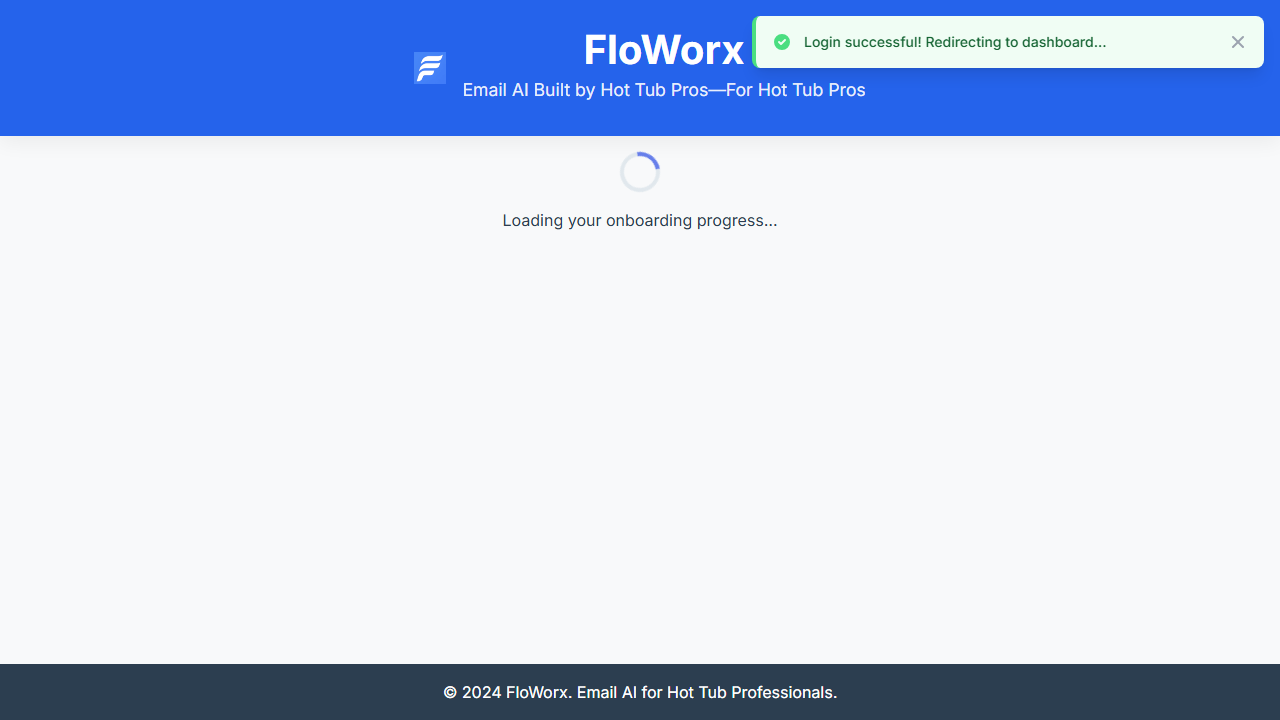 FloWorx
Email AI Built by Hot Tub Pros—For Hot Tub Pros
Login successful! Redirecting to dashboard...
Loading your onboarding progress...
© 2024 FloWorx. Email AI for Hot Tub Professionals.